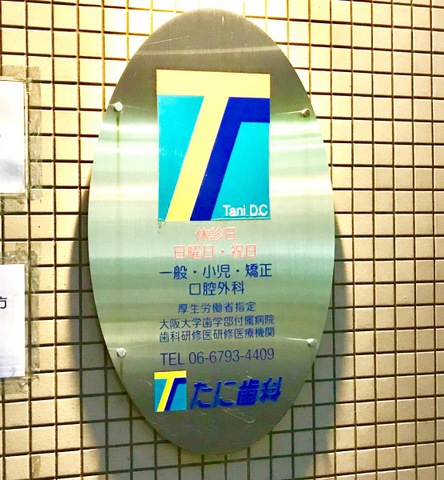 Tani D.C
休診日
日曜日・祝日
一般・小児・矯正
口腔外科
厚生労働省指定
大阪大学歯学部付属病院
歯科研修医研修医療機関
TEL 06-6793-4409
たに歯科
方